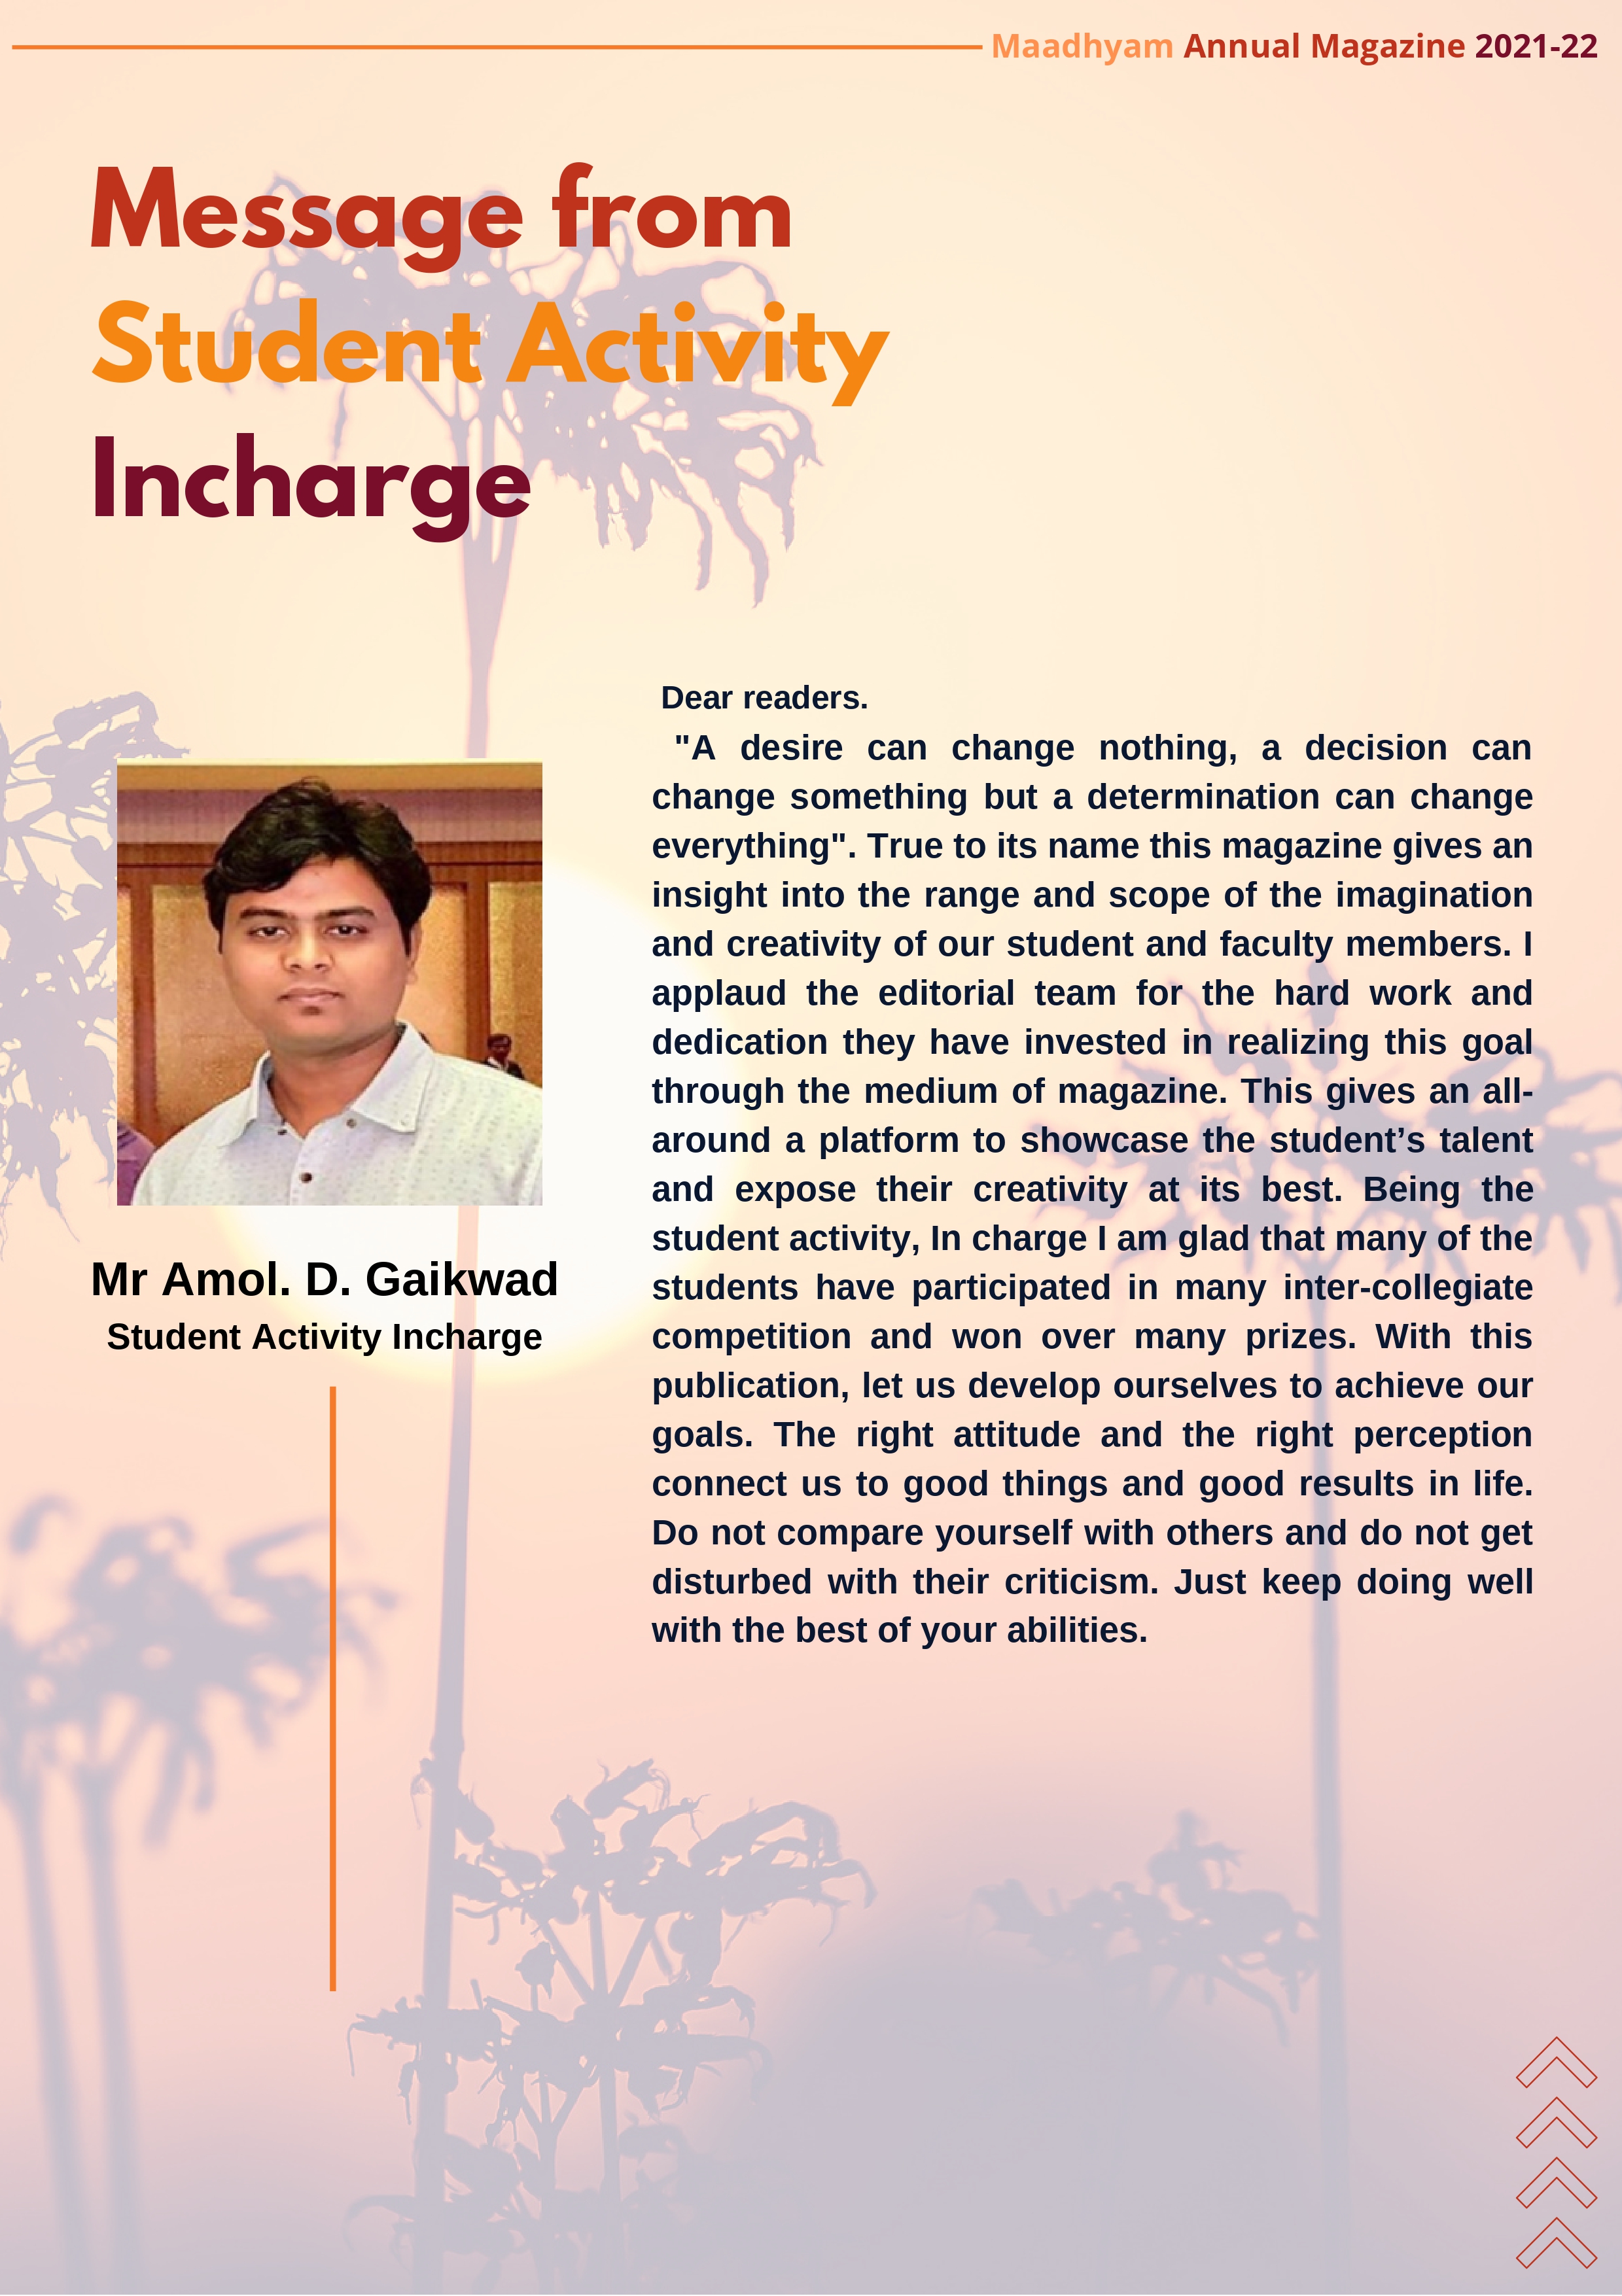 Maadhyam Annual Magazine 2021-22
Message from
Student Activity
Incharge
Mr Amol. D. Gaikwad
Student Activity Incharge
Dear readers.
"A desire can change nothing, a decision can
change something but a determination can change
everything". True to its name this magazine gives an
insight into the range and scope of the imagination
and creativity of our student and faculty members. I
applaud the editorial team for the hard work and
dedication they have invested in realizing this goal
through the medium of magazine. This gives an all-
around a platform to showcase the student’s talent
and expose their creativity at its best. Being the
student activity, In charge I am glad that many of the
students have participated in many inter-collegiate
competition and won over many prizes. With this
publication, let us develop ourselves to achieve our
goals. The right attitude and the right perception
connect us to good things and good results in life.
Do not compare yourself with others and do not get
disturbed with their criticism. Just keep doing well
with the best of your abilities.